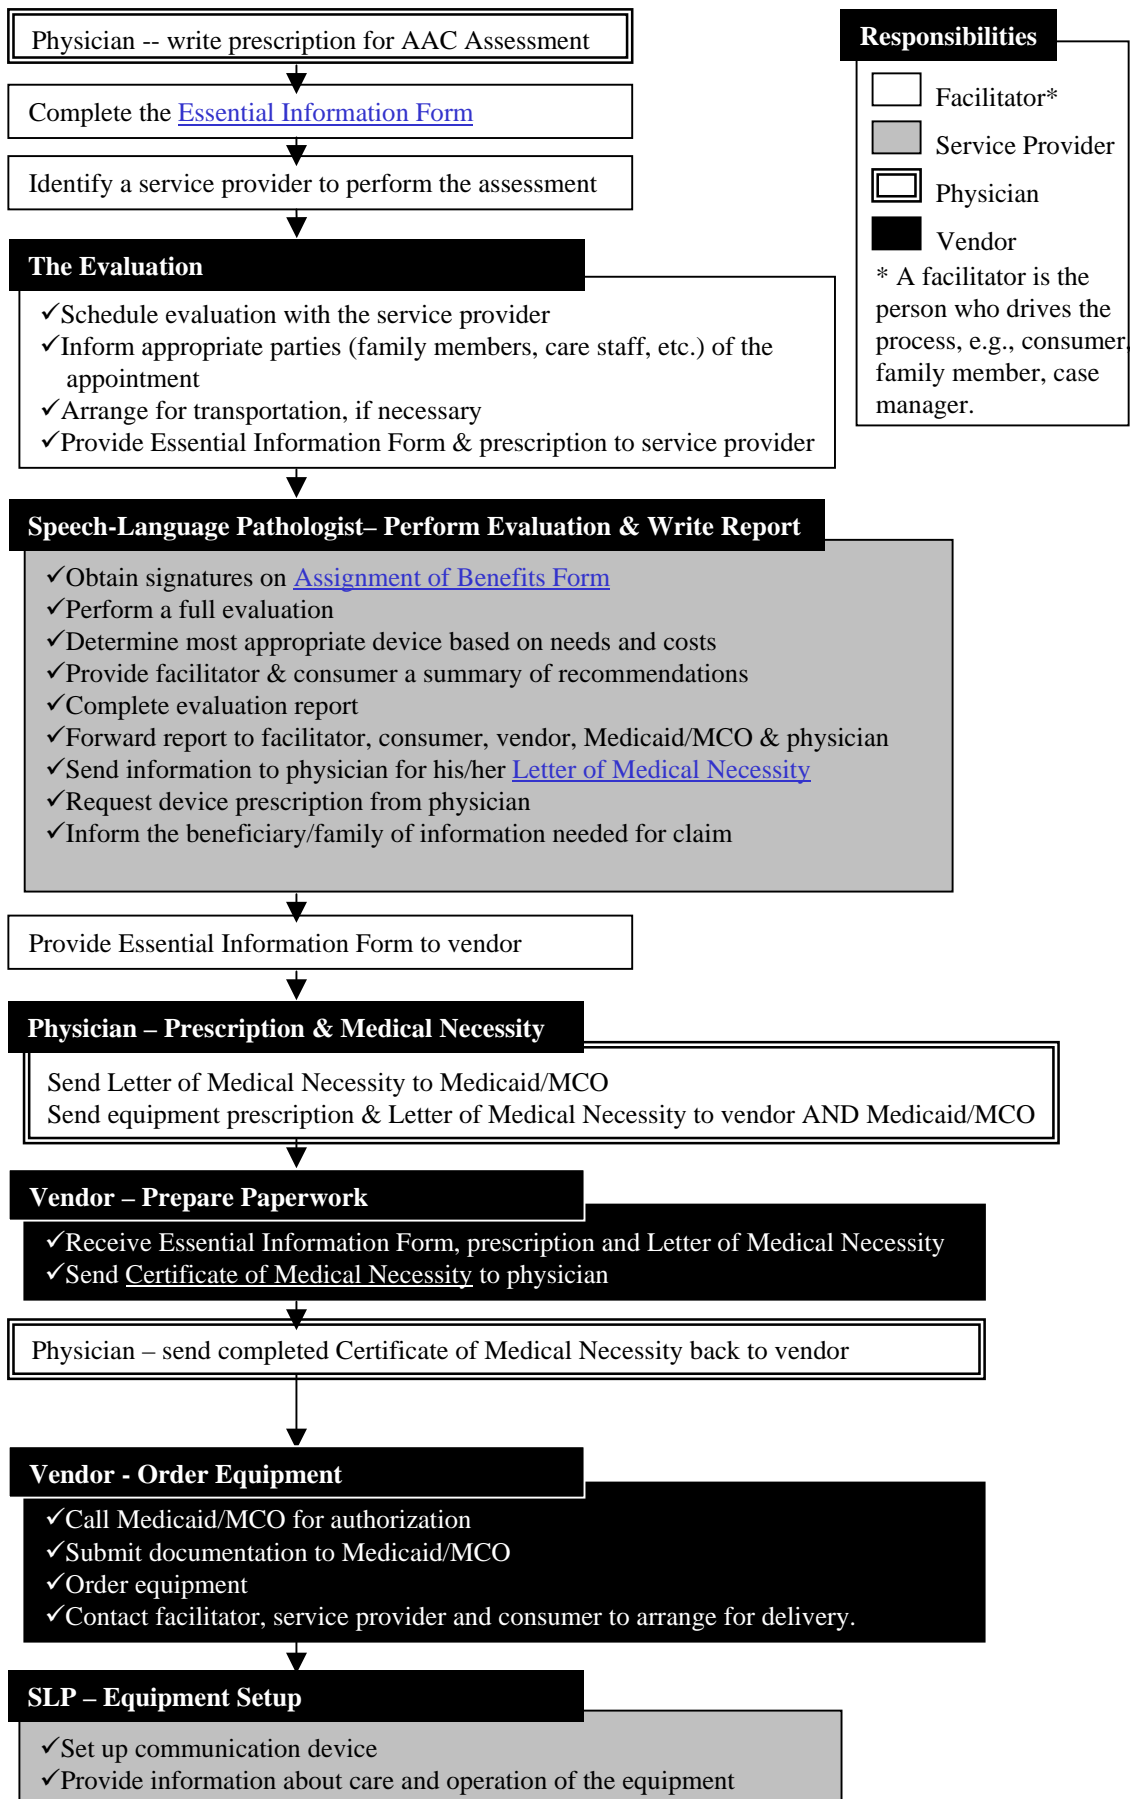 Physician -- write prescription for AAC Assessment
Complete the Essential Information Form
Identify a service provider to perform the assessment
Responsibilities
Facilitator*
Service Provider
Physician
Vendor
* A facilitator is the
person who drives the
process, e.g., consumer,
family member, case
manager.
The Evaluation
✓Schedule evaluation with the service provider
✓Inform appropriate parties (family members, care staff, etc.) of the
appointment
✓Arrange for transportation, if necessary
✓Provide Essential Information Form & prescription to service provider
Speech-Language Pathologist– Perform Evaluation & Write Report
✓Obtain signatures on Assignment of Benefits Form
✓Perform a full evaluation
✓Determine most appropriate device based on needs and costs
✓Provide facilitator & consumer a summary of recommendations
✓Complete evaluation report
✓Forward report to facilitator, consumer, vendor, Medicaid/MCO & physician
✓Send information to physician for his/her Letter of Medical Necessity
✓Request device prescription from physician
✓Inform the beneficiary/family of information needed for claim
Provide Essential Information Form to vendor
Physician – Prescription & Medical Necessity
Send Letter of Medical Necessity to Medicaid/MCO
Send equipment prescription & Letter of Medical Necessity to vendor AND Medicaid/MCO
Vendor – Prepare Paperwork
✓Receive Essential Information Form, prescription and Letter of Medical Necessity
✓Send Certificate of Medical Necessity to physician
Physician – send completed Certificate of Medical Necessity back to vendor
Vendor - Order Equipment
✓Call Medicaid/MCO for authorization
✓Submit documentation to Medicaid/MCO
✓Order equipment
✓Contact facilitator, service provider and consumer to arrange for delivery.
SLP – Equipment Setup
✓Set up communication device
✓Provide information about care and operation of the equipment